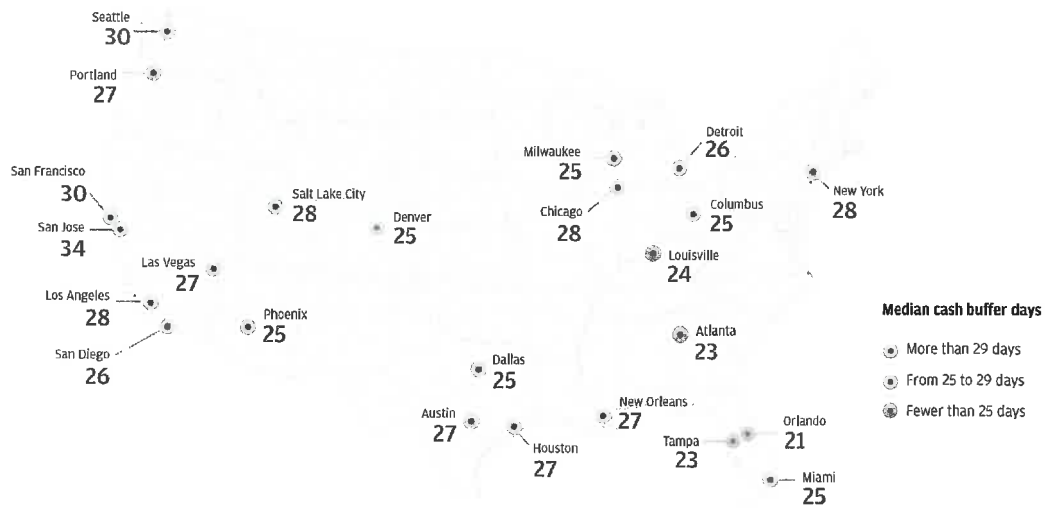 Seattle
30
Portland
27
San Francisco
30
San Jose
34
Las Vegas
27
Los Angeles
28
San Diego
26
Salt Lake City
28
Denver
25
Phoenix
25
Milwaukee
25
Chicago
28
Detroit
26
Columbus
25
New York
28
Louisville
24
Atlanta
23
Dallas
25
Austin
27
Houston
27
New Orleans
27
Tampa
23
Orlando
21
Miami
25
Median cash buffer days
More than 29 days
From 25 to 29 days
Fewer than 25 days